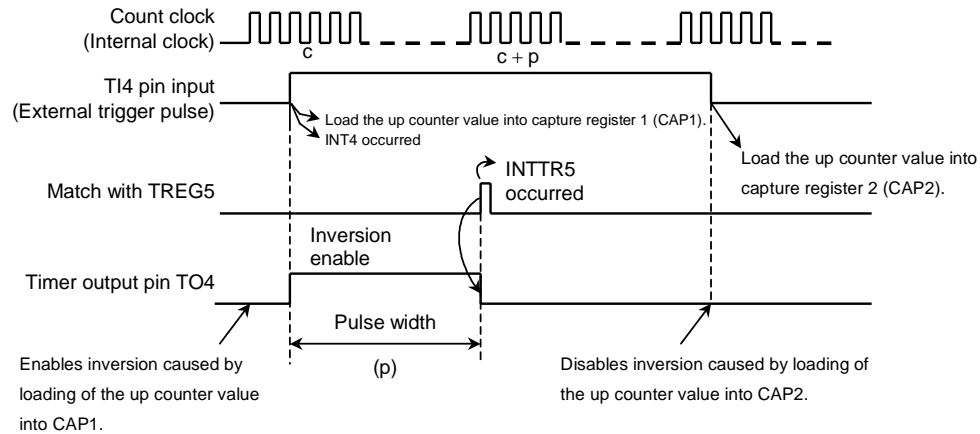 Count clock
(Internal clock)
c
c + p
TI4 pin input
(External trigger pulse)
Load the up counter value into capture register 1 (CAP1).
INT4 occurred
Load the up counter value into
capture register 2 (CAP2).
Match with TREG5
INTTR5
occurred
Inversion
enable
Timer output pin TO4
Pulse width
(p)
Enables inversion caused by
loading of the up counter value
into CAP1.
Disables inversion caused by loading of
the up counter value into CAP2.